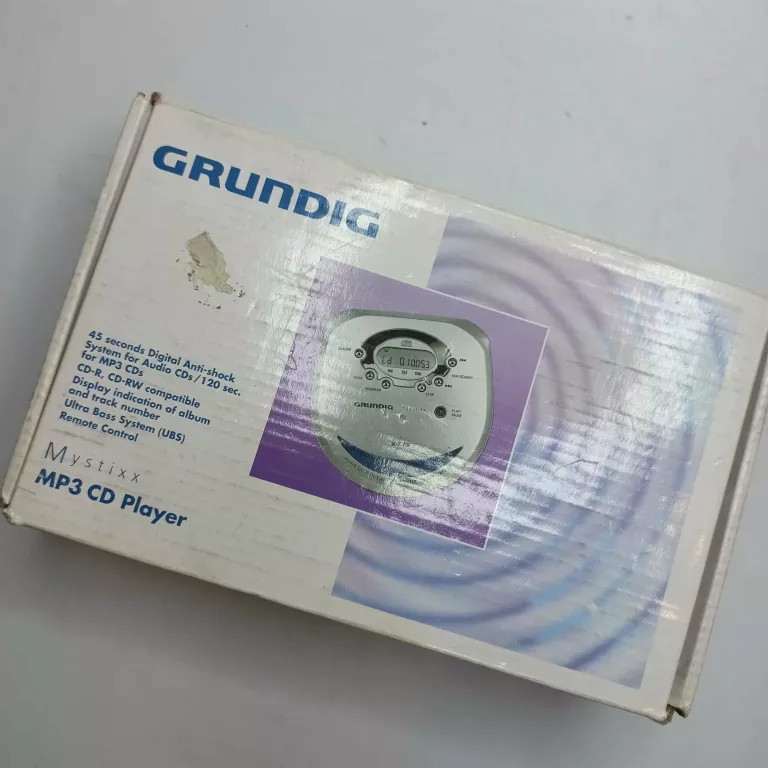 GRUNDIG
45 seconds Digital Anti-shock
System for Audio CDs/120 sec.
for MP3 CDs
CD-R, CD-RW compatible
Display indication of album
and track number
Ultra Bass System (UBS)
Remote Control
Mystixx
MP3 CD Player
GRUNDIG